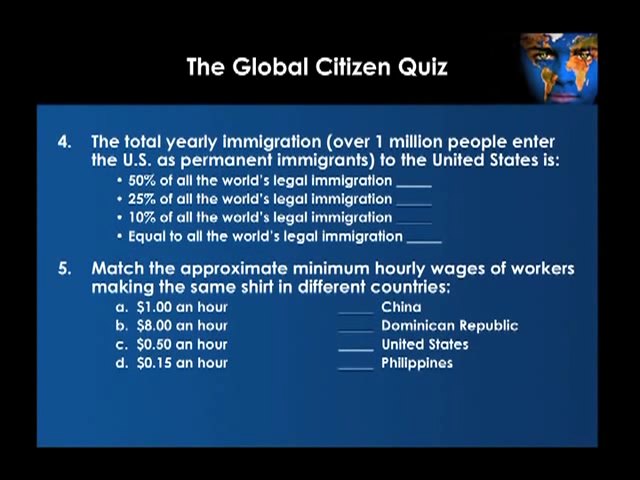 The Global Citizen Quiz
4. The total yearly immigration (over 1 million people enter
the U.S. as permanent immigrants) to the United States is:
• 50% of all the world's legal immigration _____
• 25% of all the world's legal immigration _____
• 10% of all the world's legal immigration _____
• Equal to all the world's legal immigration _____
5. Match the approximate minimum hourly wages of workers
making the same shirt in different countries:
a. $1.00 an hour _____ China
b. $8.00 an hour _____ Dominican Republic
c. $0.50 an hour _____ United States
d. $0.15 an hour _____ Philippines